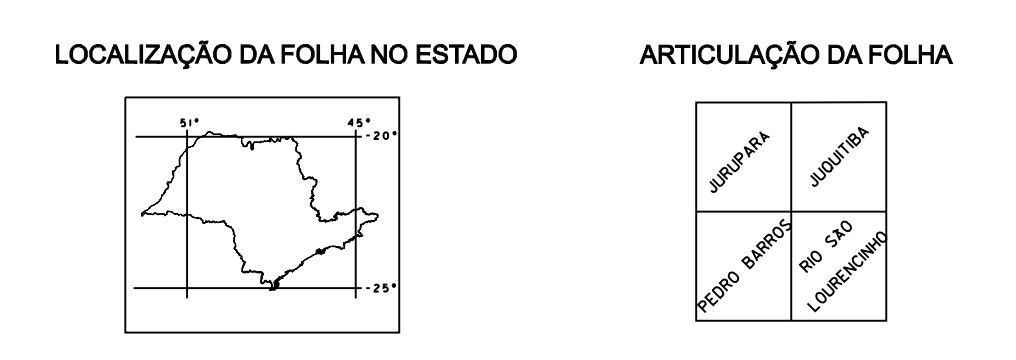 LOCALIZAÇÃO DA FOLHA NO ESTADO
51°
45°
-20°
-25°
ARTICULAÇÃO DA FOLHA
JURUPARA
JUQUITIBA
PEDRO BARROS
RIO SÃO
LOURENCINHO